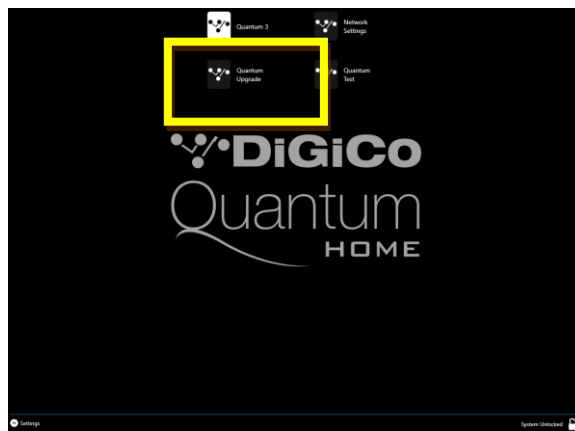 Quantum 3
Network
Settings
Quantum
Upgrade
Quantum
Test
DiGiCo
Quantum
HOME
Settings
System Unlocked